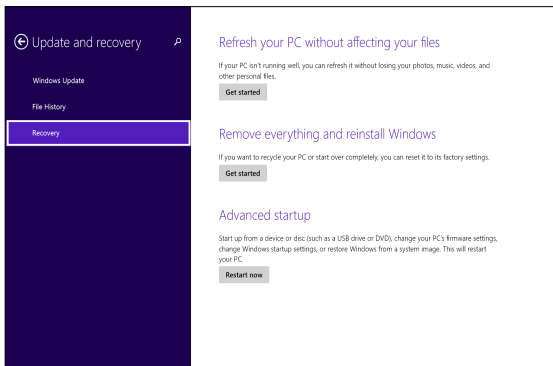 Update and recovery
Windows Update
File History
Recovery
Refresh your PC without affecting your files
If your PC isn't running well, you can refresh it without losing your photos, music, videos, and
other personal files.
Get started
Remove everything and reinstall Windows
If you want to recycle your PC or start over completely, you can reset it to its factory settings.
Get started
Advanced startup
Start up from a device or disc (such as a USB drive or DVD), change your PC's firmware settings,
change Windows startup settings, or restore Windows from a system image. This will restart
your PC.
Restart now